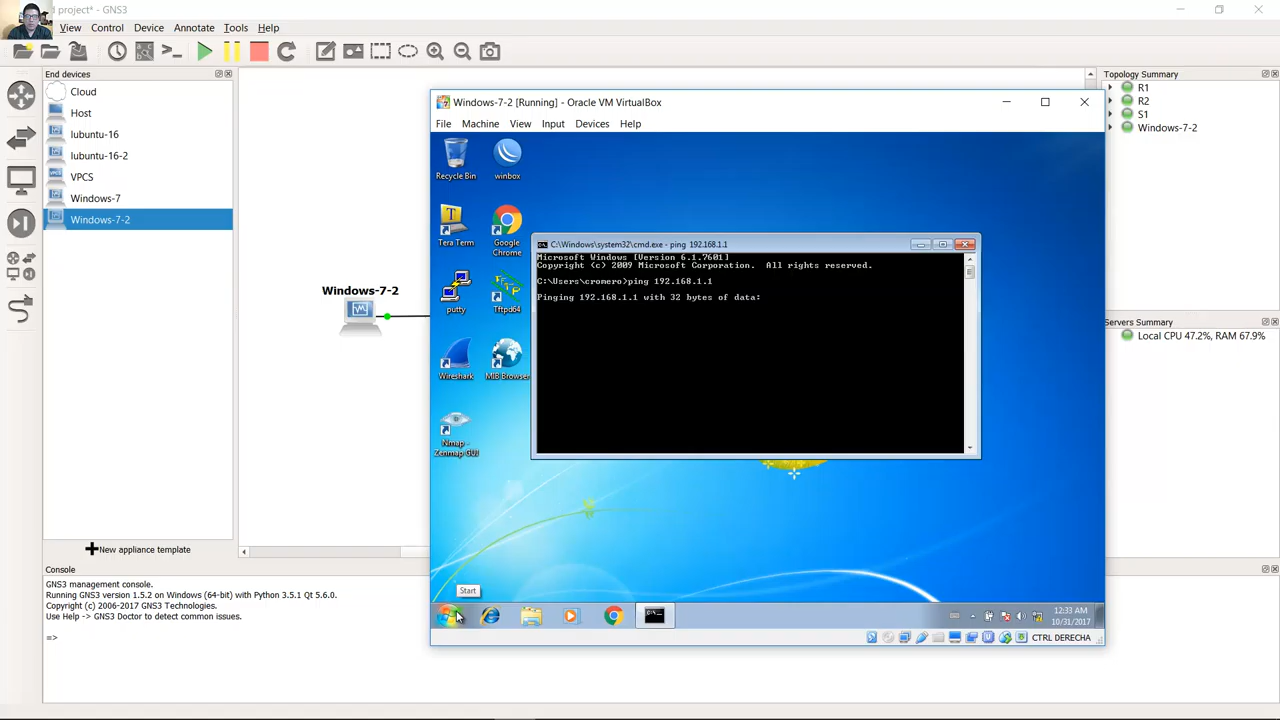 d project* - GNS3
View Control Device Annotate Tools Help
End devices
Cloud
Host
lubuntu-16
lubuntu-16-2
VPCS
Windows-7
Windows-7-2
New appliance template
Windows-7-2
Topology Summary
R1
R2
S1
Windows-7-2
Servers Summary
Local CPU 47.2%, RAM 67.9%
Windows-7-2 [Running] - Oracle VM VirtualBox
File Machine View Input Devices Help
Recycle Bin
winbox
Tera Term
Google
Chrome
putty
Tftpd64
Wireshark
MIB Browser
Nmap -
Zenmap GUI
C:\Windows\system32\cmd.exe - ping 192.168.1.1
Microsoft Windows [Version 6.1.7601]
Copyright (c) 2009 Microsoft Corporation. All rights reserved.
C:\Users\cromero>ping 192.168.1.1
Pinging 192.168.1.1 with 32 bytes of data:
Start
12:33 AM
10/31/2017
CTRL DERECHA
Console
GNS3 management console.
Running GNS3 version 1.5.2 on Windows (64-bit) with Python 3.5.1 Qt 5.6.0.
Copyright (c) 2006-2017 GNS3 Technologies.
Use Help -> GNS3 Doctor to detect common issues.
=>